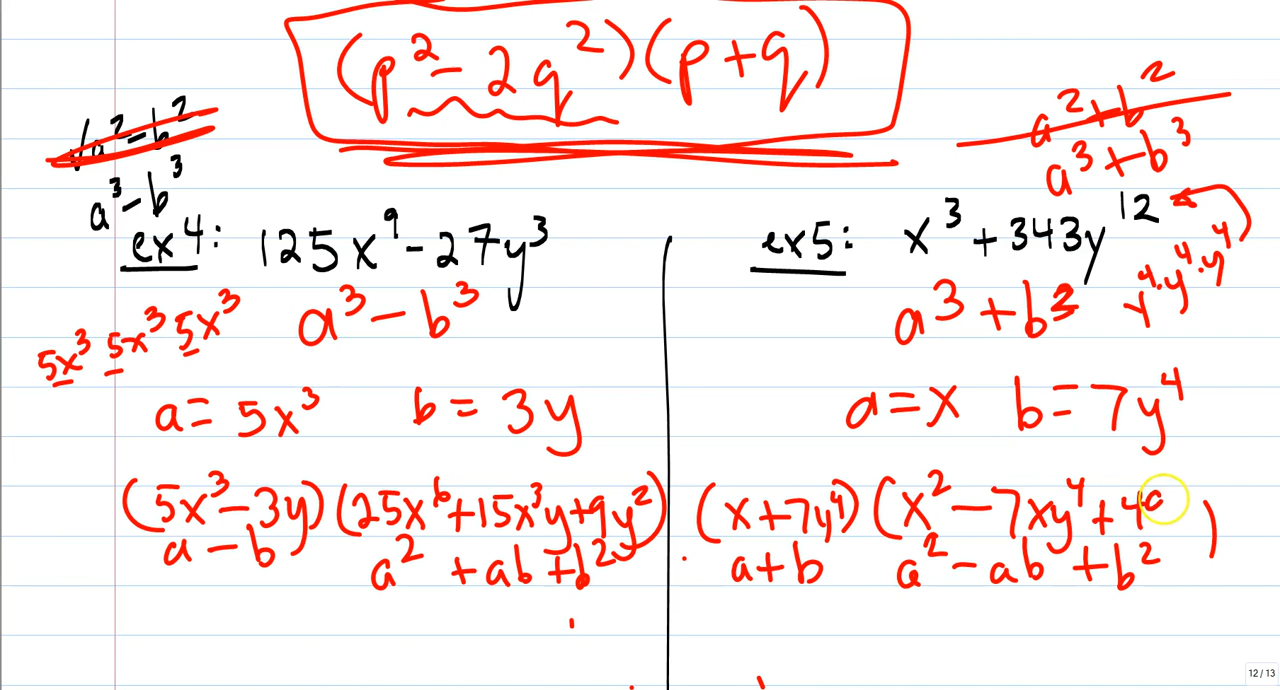 (p² - 2q²)(p + q)
√a² - b²
a³ - b³
ex4: 125x⁹ - 27y³
5x³ 5x³ 5x³
a³ - b³
a = 5x³ b = 3y
(5x³ - 3y)(25x⁶ + 15x³y + 9y²)
a - b a² + ab + b²
a² + b²
a³ + b³
ex5: x³ + 343y¹²
y⁴·y⁴·y⁴
a³ + b³
a = x b = 7y⁴
(x + 7y⁴)(x² - 7xy⁴ + 4 )
a + b a² - ab + b²
12 / 13